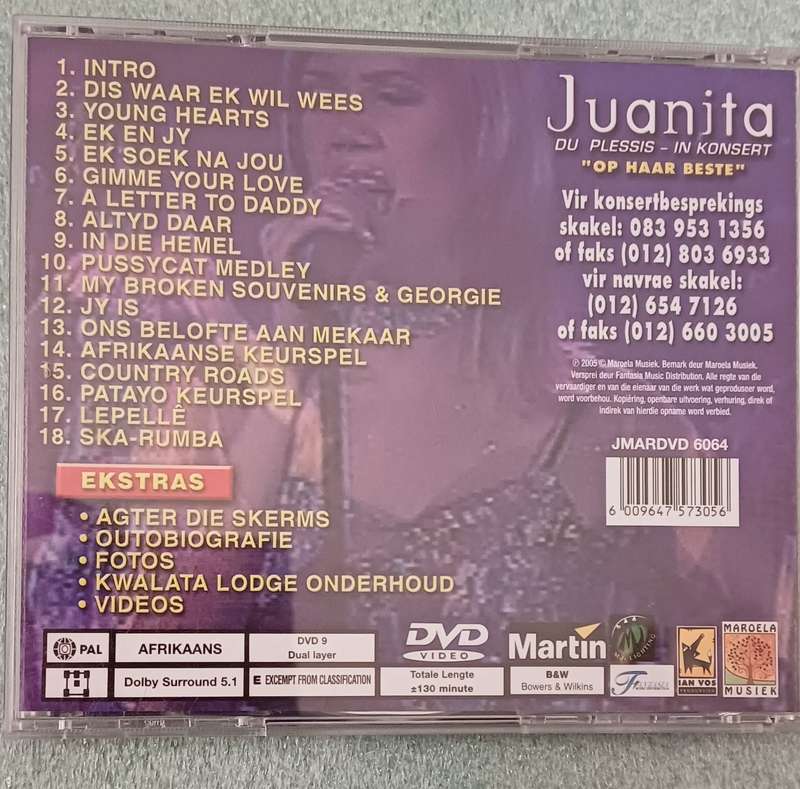 1. INTRO
2. DIS WAAR EK WIL WEES
3. YOUNG HEARTS
4. EK EN JY
5. EK SOEK NA JOU
6. GIMME YOUR LOVE
7. A LETTER TO DADDY
8. ALTYD DAAR
9. IN DIE HEMEL
10. PUSSYCAT MEDLEY
11. MY BROKEN SOUVENIRS & GEORGIE
12. JY IS
13. ONS BELOFTE AAN MEKAAR
14. AFRIKAANSE KEURSPEL
15. COUNTRY ROADS
16. PATAYO KEURSPEL
17. LEPELLÊ
18. SKA-RUMBA
EKSTRAS
• AGTER DIE SKERMS
• OUTOBIOGRAFIE
• FOTOS
• KWALATA LODGE ONDERHOUD
• VIDEOS
Juanita
DU PLESSIS - IN KONSERT
"OP HAAR BESTE"
Vir konsertbesprekings
skakel: 083 953 1356
of faks (012) 803 6933
vir navrae skakel:
(012) 654 7126
of faks (012) 660 3005
℗ 2005 © Maroela Musiek. Bemark deur Maroela Musiek.
Versprei deur Fantasia Music Distribution. Alle regte van die
vervaardiger en van die eienaar van die werk wat geproduseer word,
word voorbehou. Kopiëring, openbare uitvoering, verhuring, direk of
indirek van hierdie opname word verbied.
JMARDVD 6064
6 009647 573056
PAL
AFRIKAANS
DVD 9
Dual layer
Dolby Surround 5.1
E EXCEMPT FROM CLASSIFICATION
DVD
VIDEO
Totale Lengte
±130 minute
Martin
B&W
Bowers & Wilkins
LIGHTING
IAN VOS
MAROELA
MUSIEK